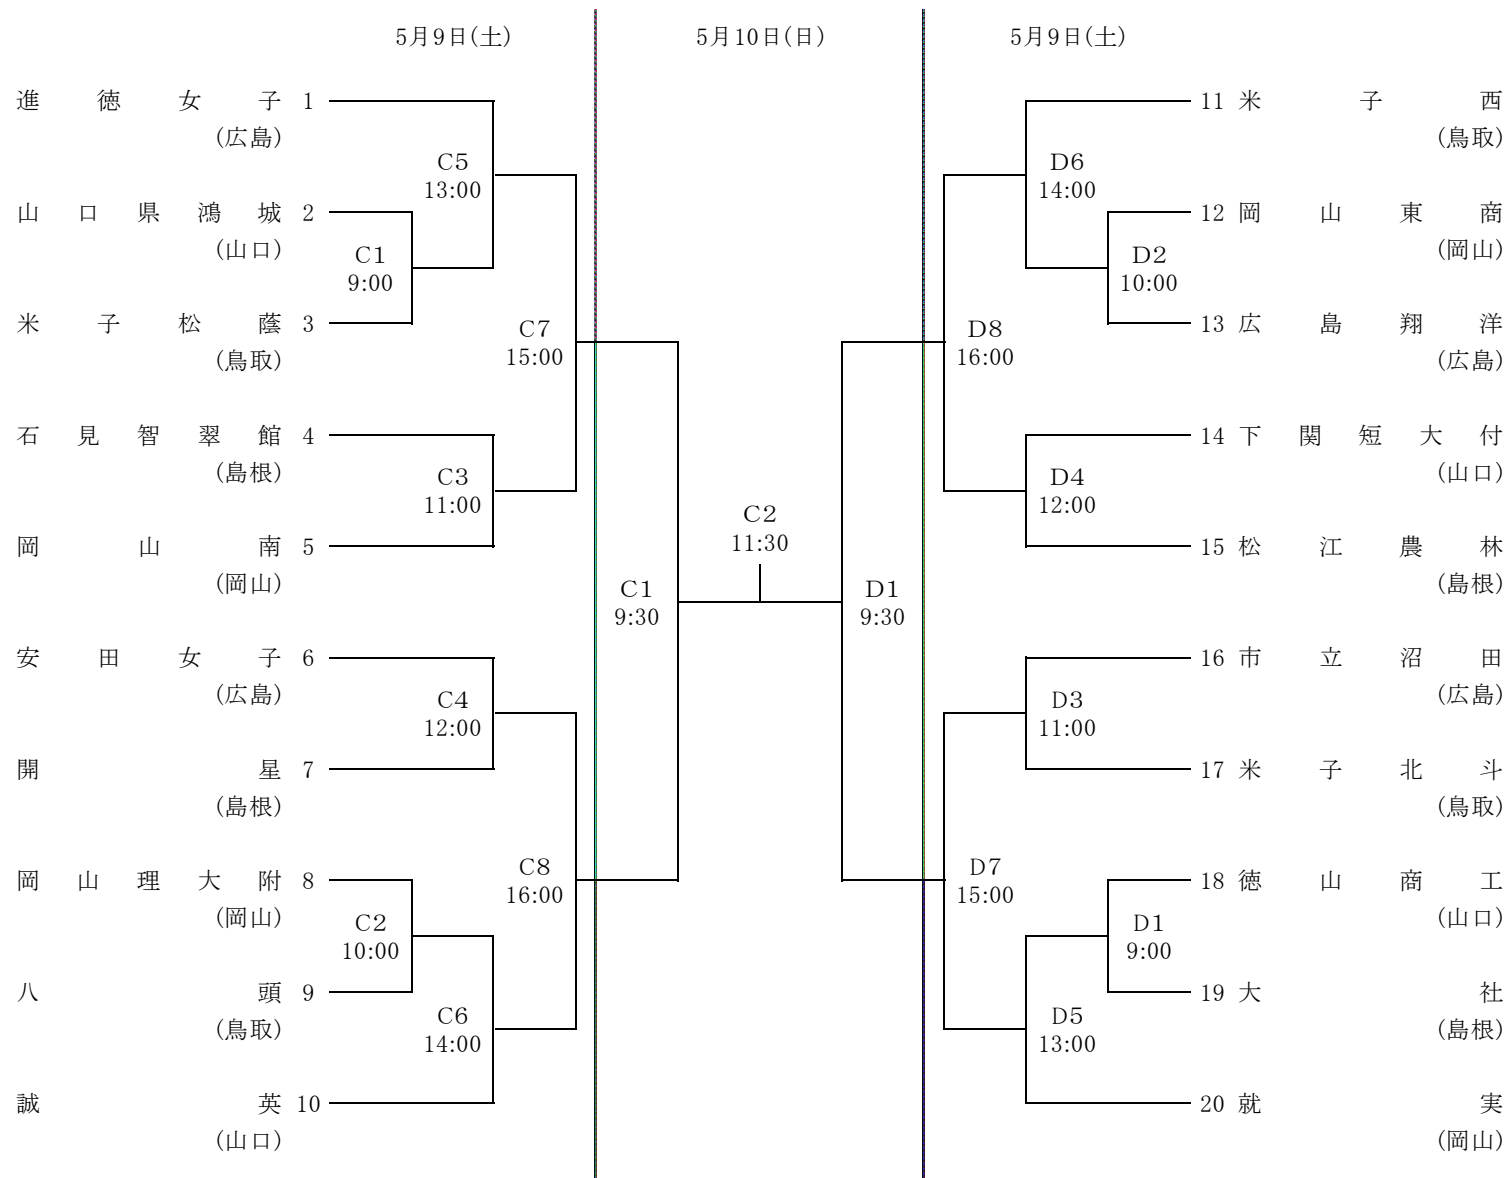 5月9日(土) 5月10日(日) 5月9日(土)
進徳女子 1
(広島)
C5
13:00
山口県鴻城 2
(山口)
C1
9:00
米子松蔭 3
(鳥取)
C7
15:00
石見智翠館 4
(島根)
C3
11:00
岡山南 5
(岡山)
安田女子 6
(広島)
C4
12:00
開星 7
(島根)
C8
16:00
岡山理大附 8
(岡山)
C2
10:00
八頭 9
(鳥取)
C6
14:00
誠英 10
(山口)
C1
9:30
C2
11:30
D1
9:30
11 米子西
(鳥取)
D6
14:00
12 岡山東商
(岡山)
D2
10:00
13 広島翔洋
(広島)
D8
16:00
14 下関短大付
(山口)
D4
12:00
15 松江農林
(島根)
16 市立沼田
(広島)
D3
11:00
17 米子北斗
(鳥取)
D7
15:00
18 徳山商工
(山口)
D1
9:00
19 大社
(島根)
D5
13:00
20 就実
(岡山)